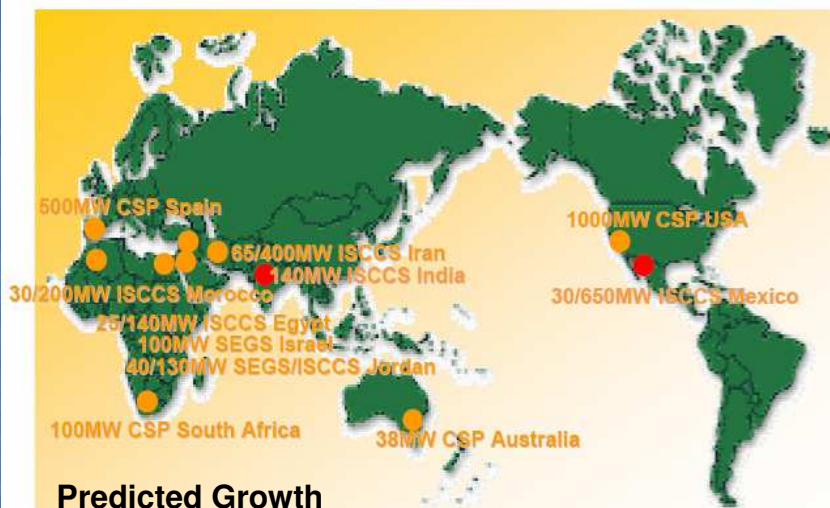 500MW CSP Spain
1000MW CSP USA
65/400MW ISCCS Iran
140MW ISCCS India
30/200MW ISCCS Morocco
30/650MW ISCCS Mexico
25/140MW ISCCS Egypt
100MW SEGS Israel
40/130MW SEGS/ISCCS Jordan
100MW CSP South Africa
38MW CSP Australia
Predicted Growth